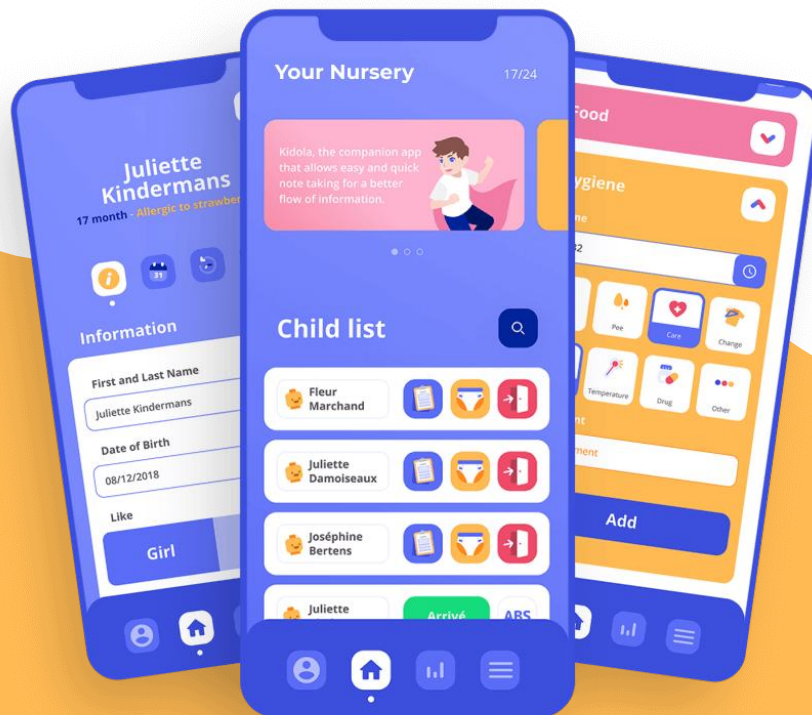 Juliette
Kindermans
17 month - Allergic to
Information
First and Last Name
Juliette Kindermans
Date of Birth
08/12/2018
Like
Girl
Your Nursery
17/24
Kidola, the companion app
that allows easy and quick
note taking for a better
flow of information.
Child list
Fleur
Marchand
Juliette
Damoiseaux
Joséphine
Bertens
Juliette
Arrivé
ABS
Food
ygiene
32
Pee
Care
Change
Temperature
Drug
Other
Add
31